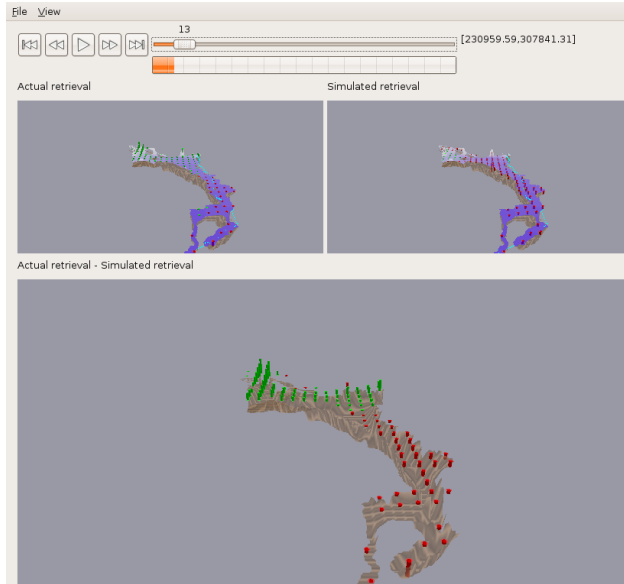 File View
13
[230959.59,307841.31]
Actual retrieval
Simulated retrieval
Actual retrieval - Simulated retrieval